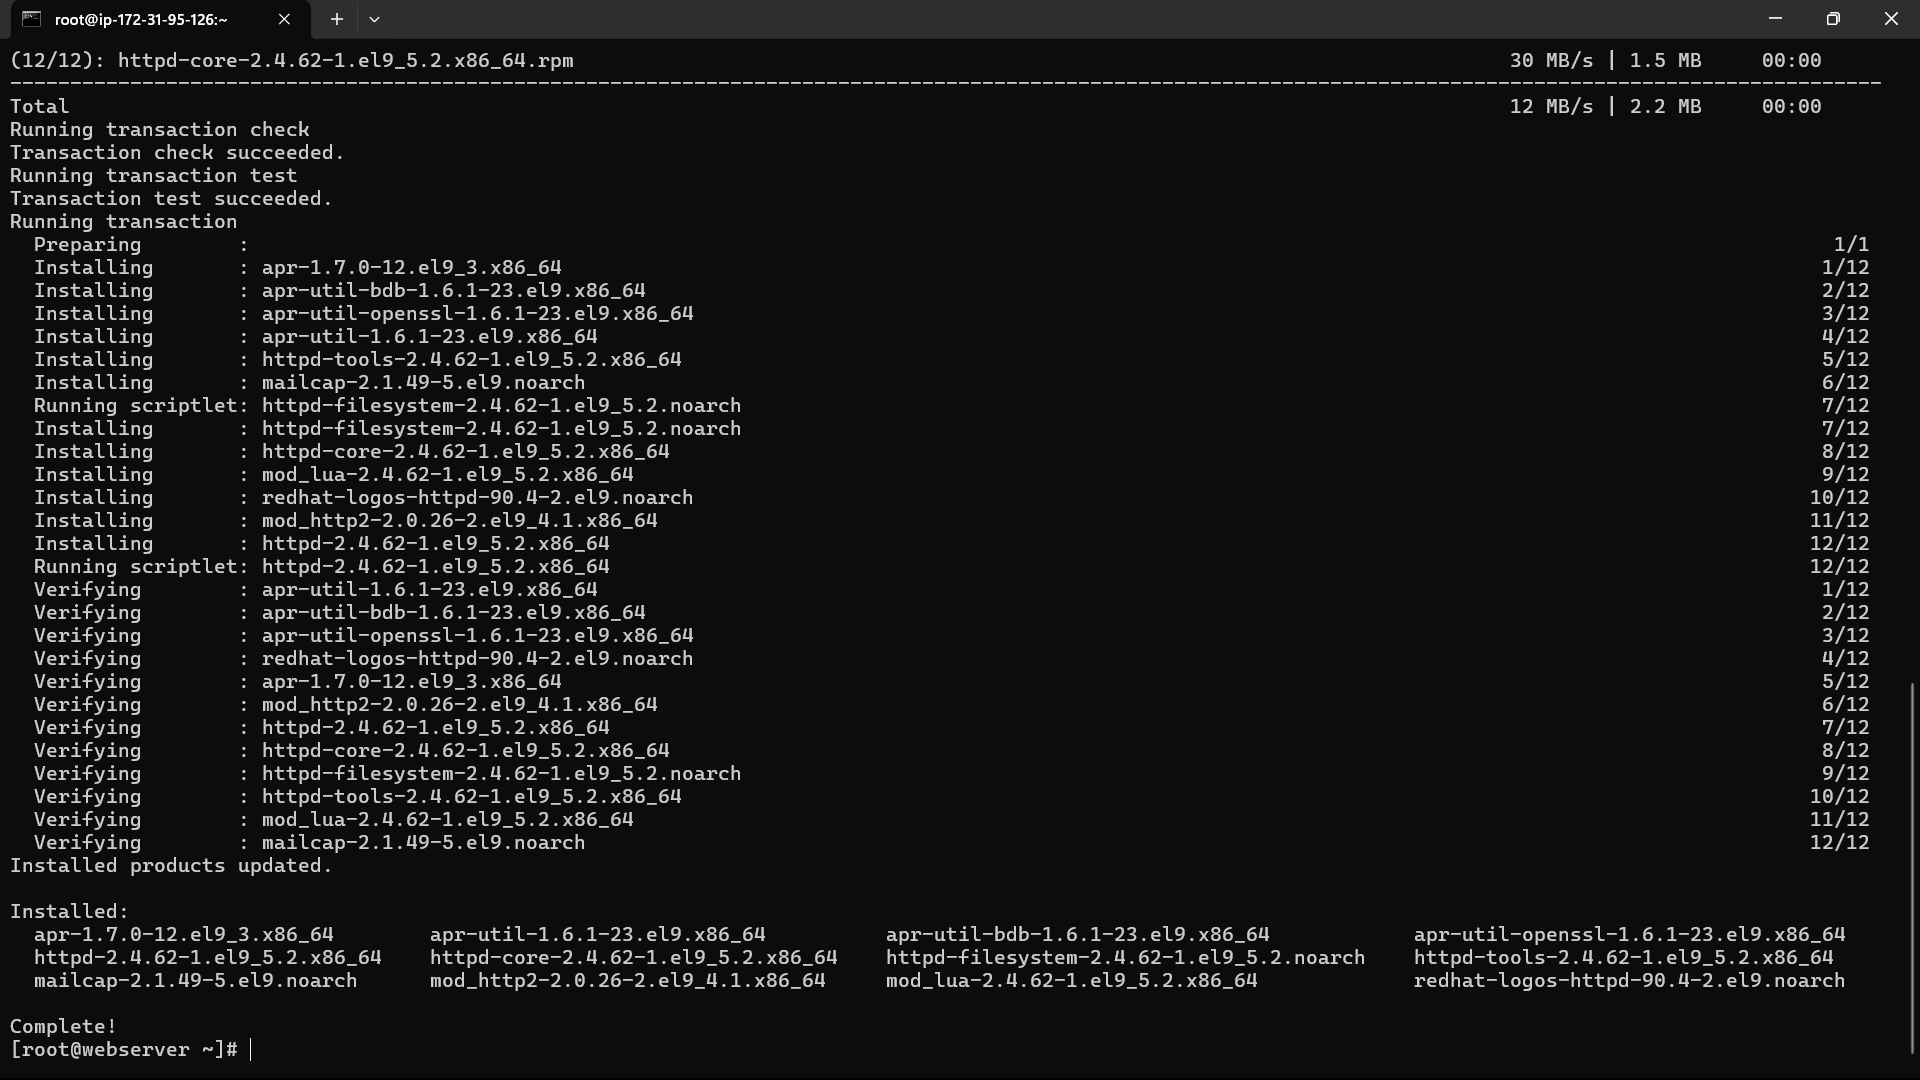 root@ip-172-31-95-126:~
(12/12): httpd-core-2.4.62-1.el9_5.2.x86_64.rpm 30 MB/s | 1.5 MB 00:00
--------------------------------------------------------------------------------
Total 12 MB/s | 2.2 MB 00:00
Running transaction check
Transaction check succeeded.
Running transaction test
Transaction test succeeded.
Running transaction
Preparing : 1/1
Installing : apr-1.7.0-12.el9_3.x86_64 1/12
Installing : apr-util-bdb-1.6.1-23.el9.x86_64 2/12
Installing : apr-util-openssl-1.6.1-23.el9.x86_64 3/12
Installing : apr-util-1.6.1-23.el9.x86_64 4/12
Installing : httpd-tools-2.4.62-1.el9_5.2.x86_64 5/12
Installing : mailcap-2.1.49-5.el9.noarch 6/12
Running scriptlet: httpd-filesystem-2.4.62-1.el9_5.2.noarch 7/12
Installing : httpd-filesystem-2.4.62-1.el9_5.2.noarch 7/12
Installing : httpd-core-2.4.62-1.el9_5.2.x86_64 8/12
Installing : mod_lua-2.4.62-1.el9_5.2.x86_64 9/12
Installing : redhat-logos-httpd-90.4-2.el9.noarch 10/12
Installing : mod_http2-2.0.26-2.el9_4.1.x86_64 11/12
Installing : httpd-2.4.62-1.el9_5.2.x86_64 12/12
Running scriptlet: httpd-2.4.62-1.el9_5.2.x86_64 12/12
Verifying : apr-util-1.6.1-23.el9.x86_64 1/12
Verifying : apr-util-bdb-1.6.1-23.el9.x86_64 2/12
Verifying : apr-util-openssl-1.6.1-23.el9.x86_64 3/12
Verifying : redhat-logos-httpd-90.4-2.el9.noarch 4/12
Verifying : apr-1.7.0-12.el9_3.x86_64 5/12
Verifying : mod_http2-2.0.26-2.el9_4.1.x86_64 6/12
Verifying : httpd-2.4.62-1.el9_5.2.x86_64 7/12
Verifying : httpd-core-2.4.62-1.el9_5.2.x86_64 8/12
Verifying : httpd-filesystem-2.4.62-1.el9_5.2.noarch 9/12
Verifying : httpd-tools-2.4.62-1.el9_5.2.x86_64 10/12
Verifying : mod_lua-2.4.62-1.el9_5.2.x86_64 11/12
Verifying : mailcap-2.1.49-5.el9.noarch 12/12
Installed products updated.
Installed:
apr-1.7.0-12.el9_3.x86_64 apr-util-1.6.1-23.el9.x86_64 apr-util-bdb-1.6.1-23.el9.x86_64 apr-util-openssl-1.6.1-23.el9.x86_64
httpd-2.4.62-1.el9_5.2.x86_64 httpd-core-2.4.62-1.el9_5.2.x86_64 httpd-filesystem-2.4.62-1.el9_5.2.noarch httpd-tools-2.4.62-1.el9_5.2.x86_64
mailcap-2.1.49-5.el9.noarch mod_http2-2.0.26-2.el9_4.1.x86_64 mod_lua-2.4.62-1.el9_5.2.x86_64 redhat-logos-httpd-90.4-2.el9.noarch
Complete!
[root@webserver ~]#